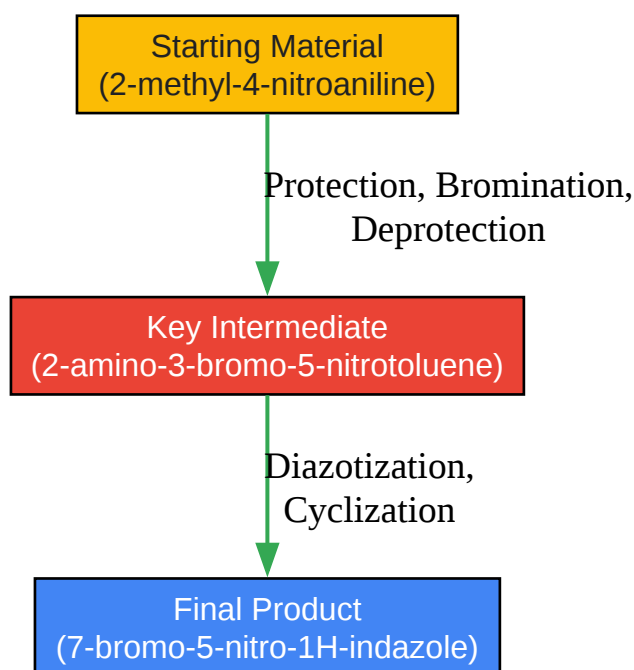 Starting Material
(2-methyl-4-nitroaniline)
Protection, Bromination,
Deprotection
Key Intermediate
(2-amino-3-bromo-5-nitrotoluene)
Diazotization,
Cyclization
Final Product
(7-bromo-5-nitro-1H-indazole)